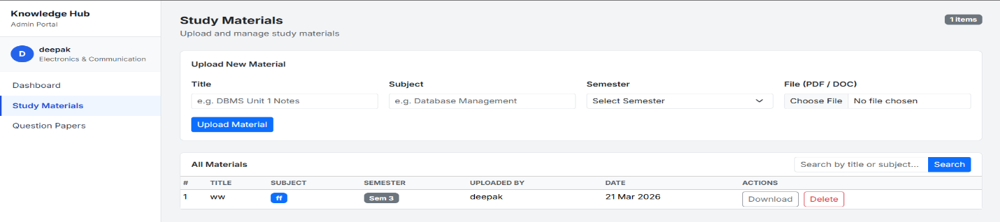 Knowledge Hub
Admin Portal
D
deepak
Electronics & Communication
Dashboard
Study Materials
Question Papers
Study Materials
1 items
Upload and manage study materials
Upload New Material
Title Subject Semester File (PDF / DOC)
e.g. DBMS Unit 1 Notes e.g. Database Management Select Semester Choose File No file chosen
Upload Material
All Materials Search by title or subject... Search
# TITLE SUBJECT SEMESTER UPLOADED BY DATE ACTIONS
1 ww ff Sem 3 deepak 21 Mar 2026 Download Delete